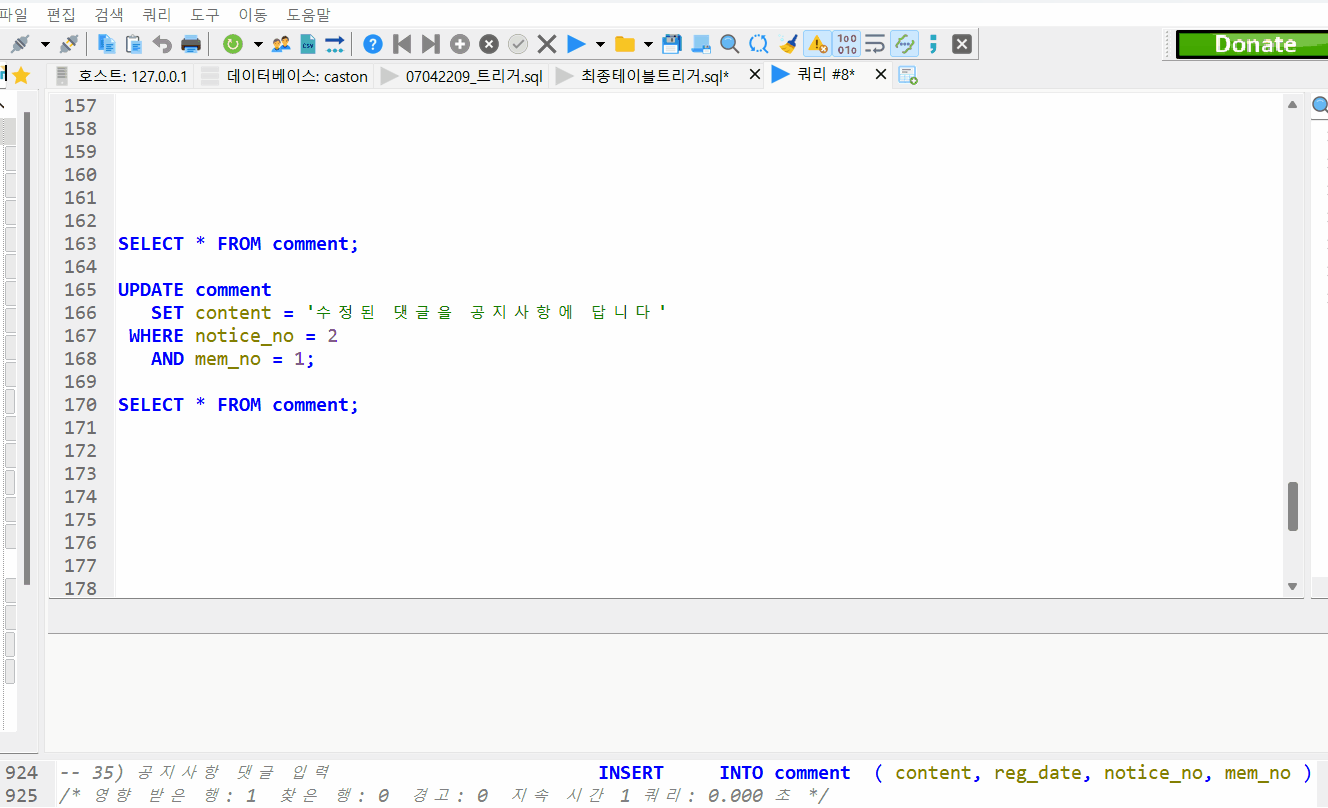 파일 편집 검색 쿼리 도구 이동 도움말
Donate
호스트: 127.0.0.1 데이터베이스: caston 07042209_트리거.sql 최종테이블트리거.sql* 쿼리 #8*
157
158
159
160
161
162
163 SELECT * FROM comment;
164
165 UPDATE comment
166 SET content = '수정된 댓글을 공지사항에 답니다'
167 WHERE notice_no = 2
168 AND mem_no = 1;
169
170 SELECT * FROM comment;
171
172
173
174
175
176
177
178
924 -- 35) 공지사항 댓글 입력 INSERT INTO comment ( content, reg_date, notice_no, mem_no )
925 /* 영향 받은 행: 1 찾은 행: 0 경고: 0 지속 시간 1 쿼리: 0.000 초 */